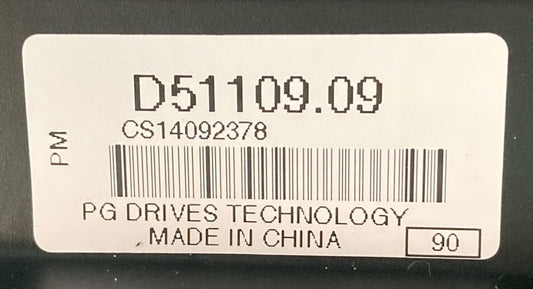 D51109.09
CS14092378
PM
PG DRIVES TECHNOLOGY
MADE IN CHINA
90